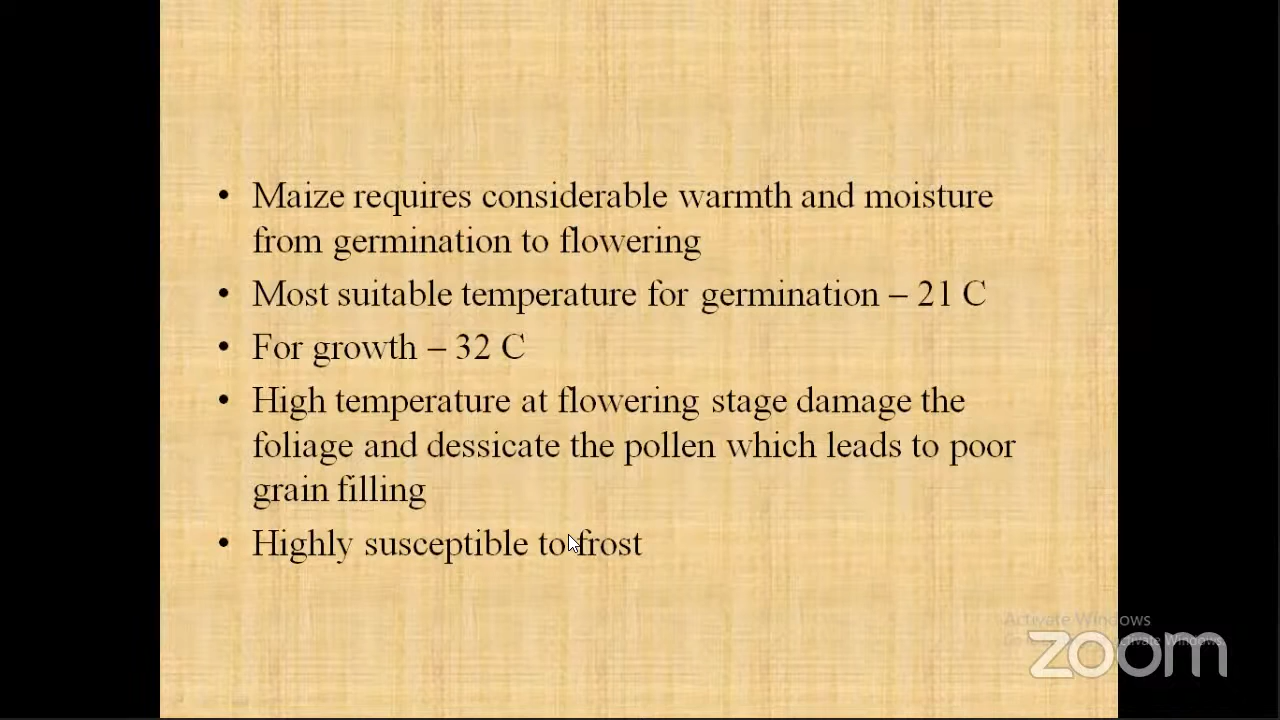 • Maize requires considerable warmth and moisture
from germination to flowering
• Most suitable temperature for germination – 21 C
• For growth – 32 C
• High temperature at flowering stage damage the
foliage and dessicate the pollen which leads to poor
grain filling
• Highly susceptible to frost
Activate Windows
zoom